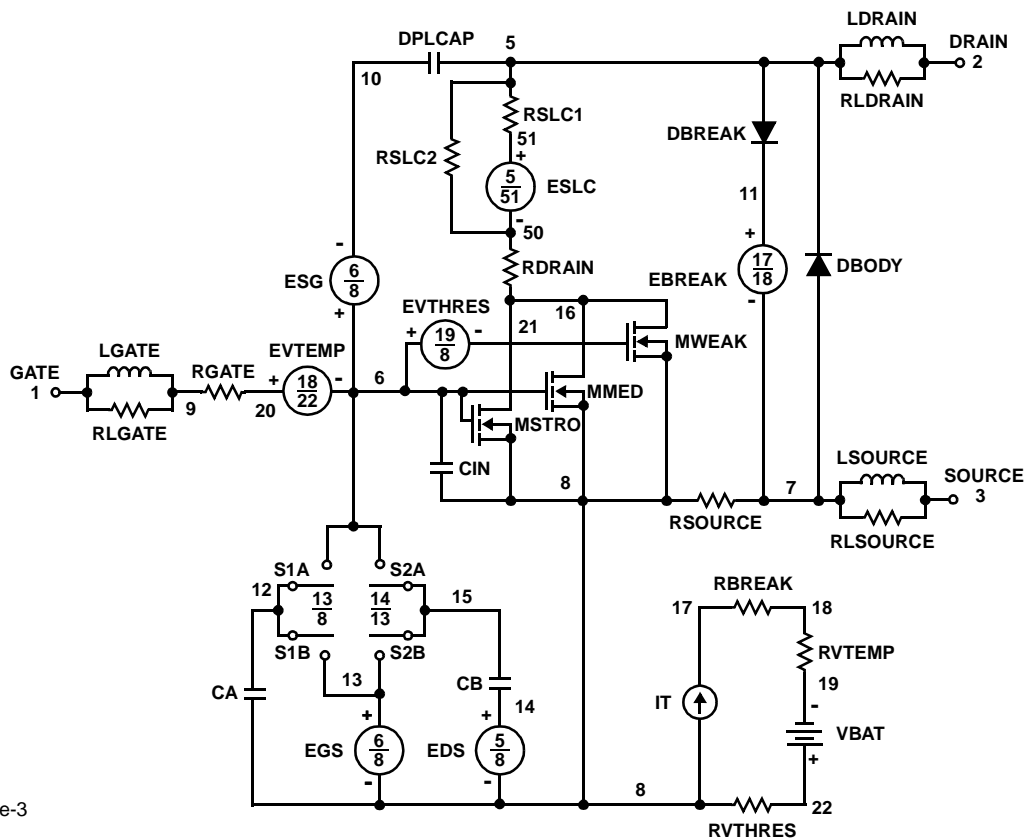 LDRAIN
DPLCAP
5
DRAIN
2
10
RLDRAIN
RSLC1
51
DBREAK
RSLC2
+
5
51
ESLC
11
-
50
-
+
RDRAIN
17
18
EBREAK
DBODY
6
8
ESG
EVTHRES
16
-
+
+
19
8
-
21
MWEAK
LGATE
EVTEMP
GATE
1
RGATE
+
18
22
-
6
MMED
9
20
RLGATE
MSTRO
LSOURCE
CIN
8
7
SOURCE
3
RSOURCE
RLSOURCE
S1A
S2A
12
13
8
14
13
15
RBREAK
17
18
S1B
S2B
RVTEMP
13
CB
19
CA
14
IT
-
+
+
VBAT
EGS
6
8
EDS
5
8
+
-
-
8
22
e-3
RVTHRES